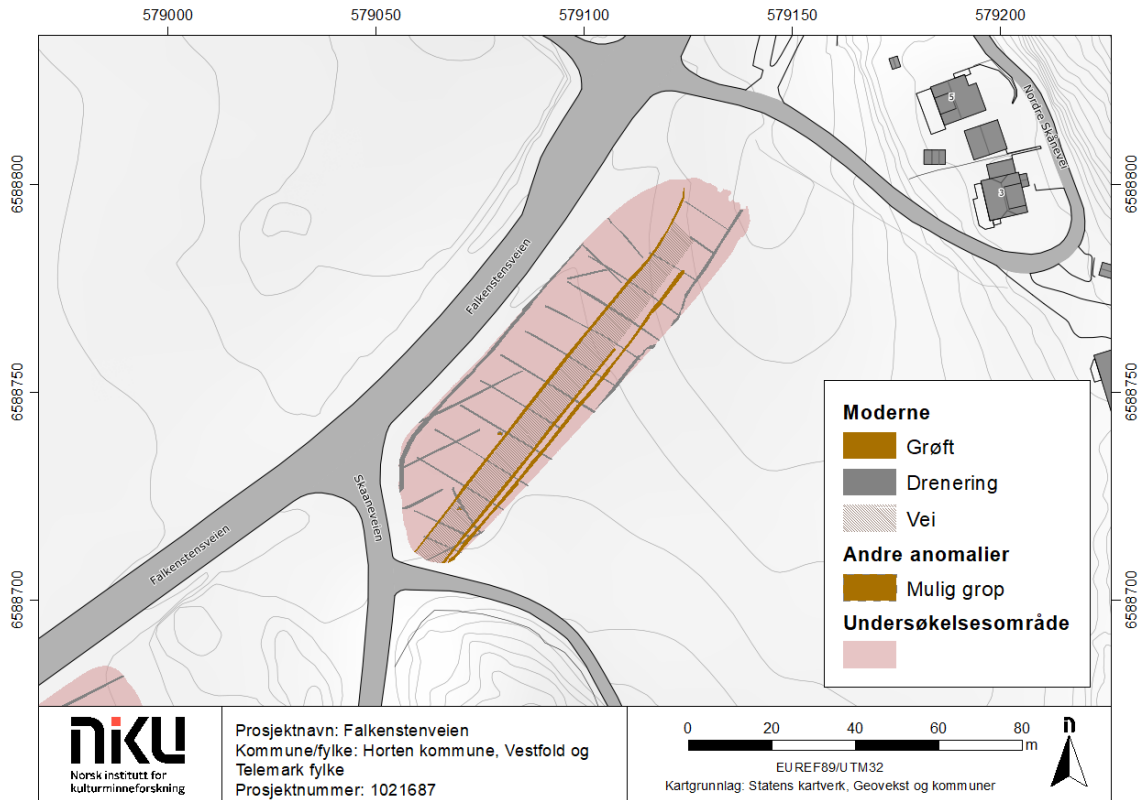 579000 579050 579100 579150 579200
6588800 6588800
6588750 6588750
6588700 6588700
5
3
Nordre Skånevei
Falkenstensveien
Skaaneveien
Falkenstensveien
Moderne
Grøft
Drenering
Vei
Andre anomalier
Mulig grop
Undersøkelsesområde
NIKU
Norsk institutt for
kulturminneforskning
Prosjektnavn: Falkenstenveien
Kommune/fylke: Horten kommune, Vestfold og
Telemark fylke
Prosjektnummer: 1021687
0 20 40 60 80
m
EUREF89/UTM32
Kartgrunnlag: Statens kartverk, Geovekst og kommuner
n